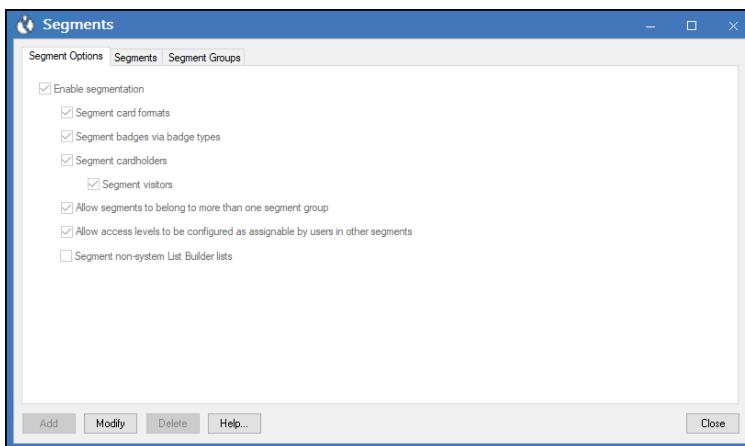 Segments
Segment Options Segments Segment Groups
Enable segmentation
Segment card formats
Segment badges via badge types
Segment cardholders
Segment visitors
Allow segments to belong to more than one segment group
Allow access levels to be configured as assignable by users in other segments
Segment non-system List Builder lists
Add Modify Delete Help... Close